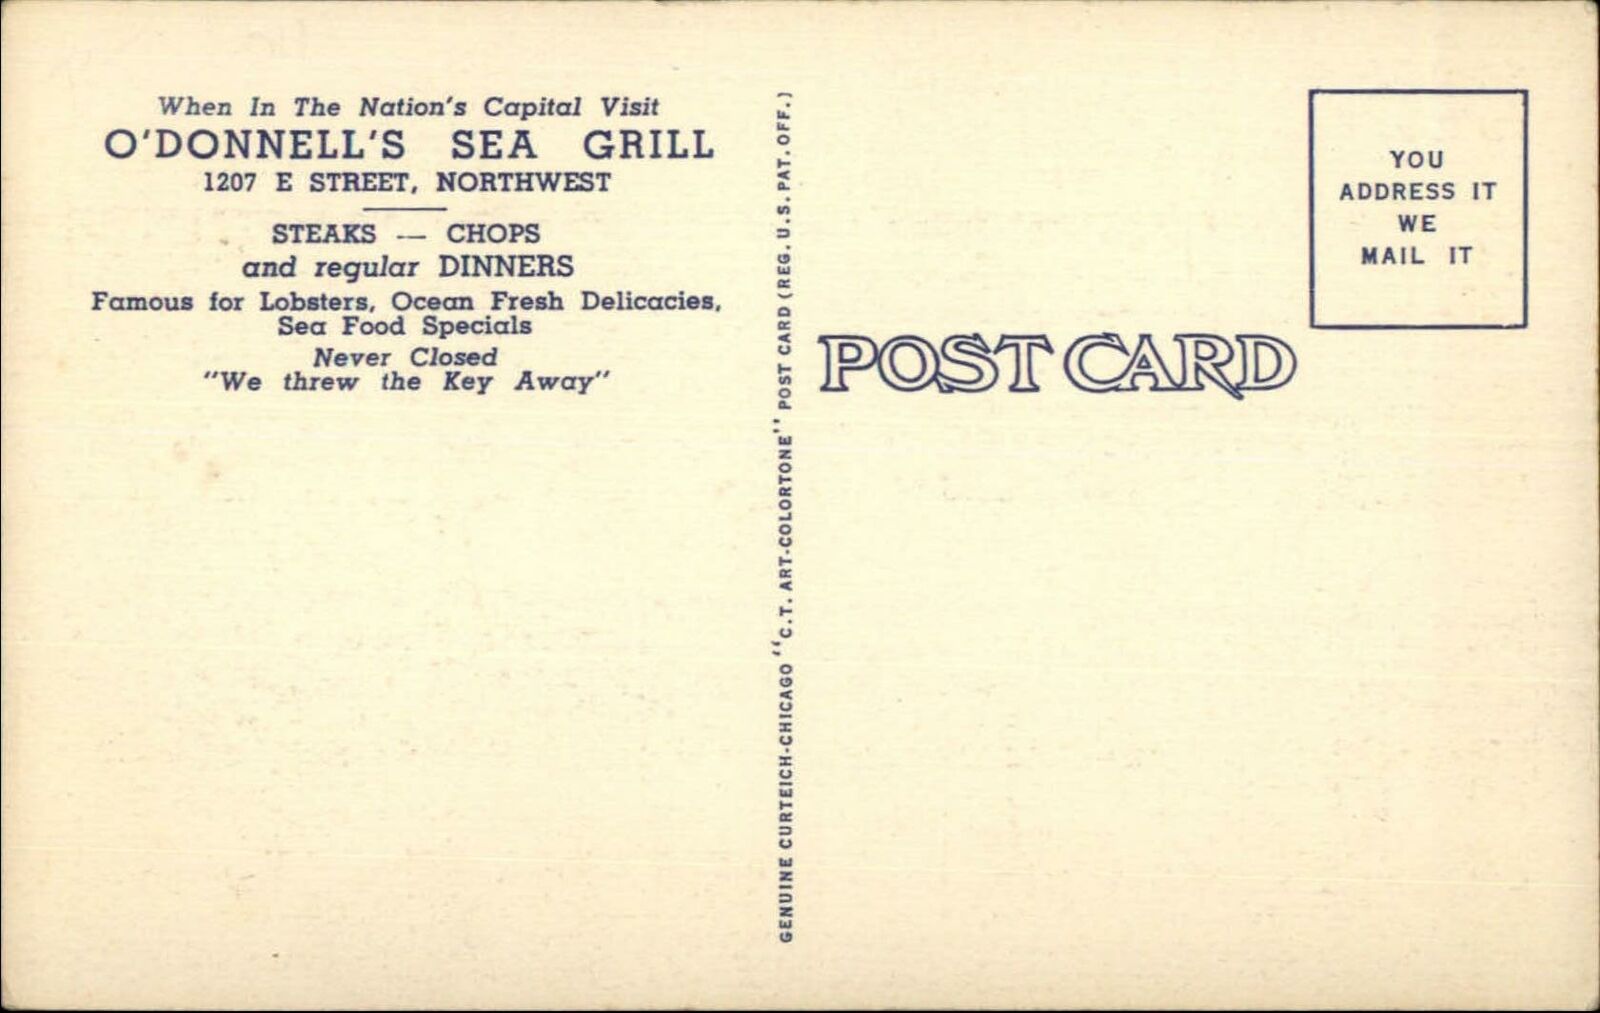 When In The Nation's Capital Visit
O'DONNELL'S SEA GRILL
1207 E STREET, NORTHWEST
STEAKS — CHOPS
and regular DINNERS
Famous for Lobsters, Ocean Fresh Delicacies,
Sea Food Specials
Never Closed
"We threw the Key Away"
GENUINE CURTEICH-CHICAGO "C.T. ART-COLORTONE" POST CARD (REG. U.S. PAT. OFF.)
POST CARD
YOU
ADDRESS IT
WE
MAIL IT